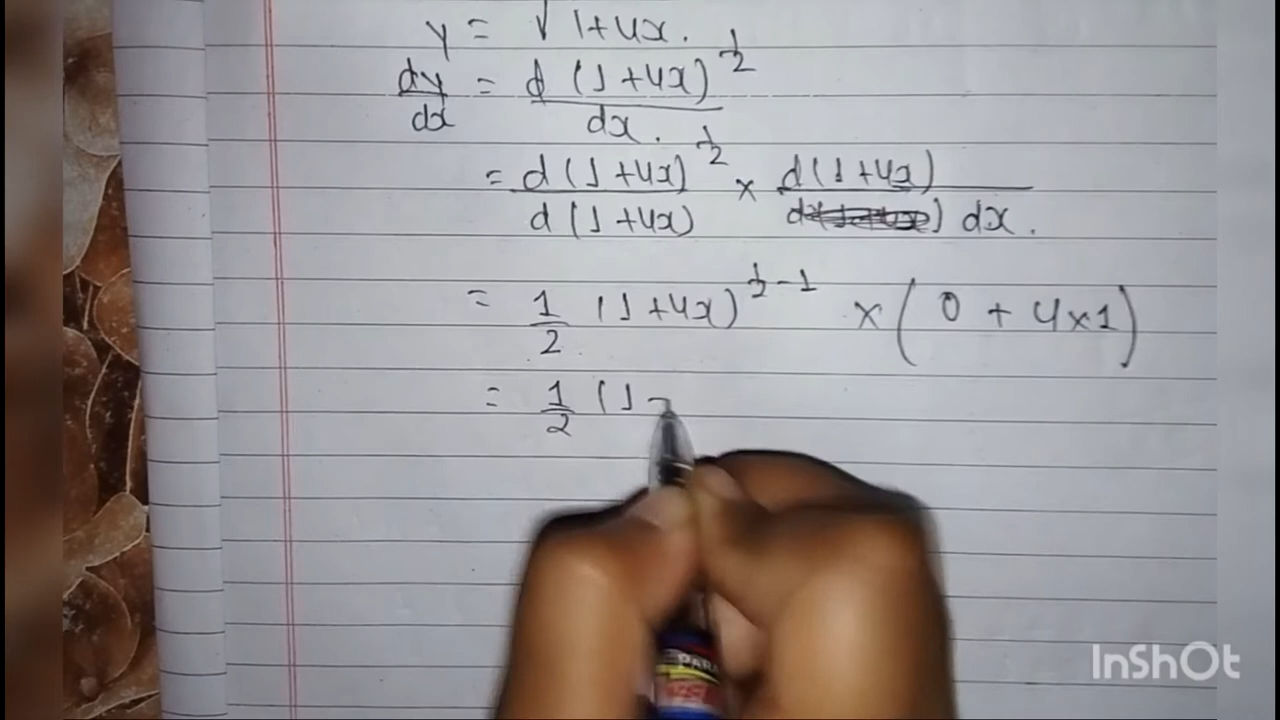 y = √1+4x.
dy/dx = d(1+4x)^1/2 / dx.
= d(1+4x)^1/2 / d(1+4x) × d(1+4x) / dx.
= 1/2 (1+4x)^1/2-1 × (0 + 4×1)
= 1/2 (1
PARA
InShOt